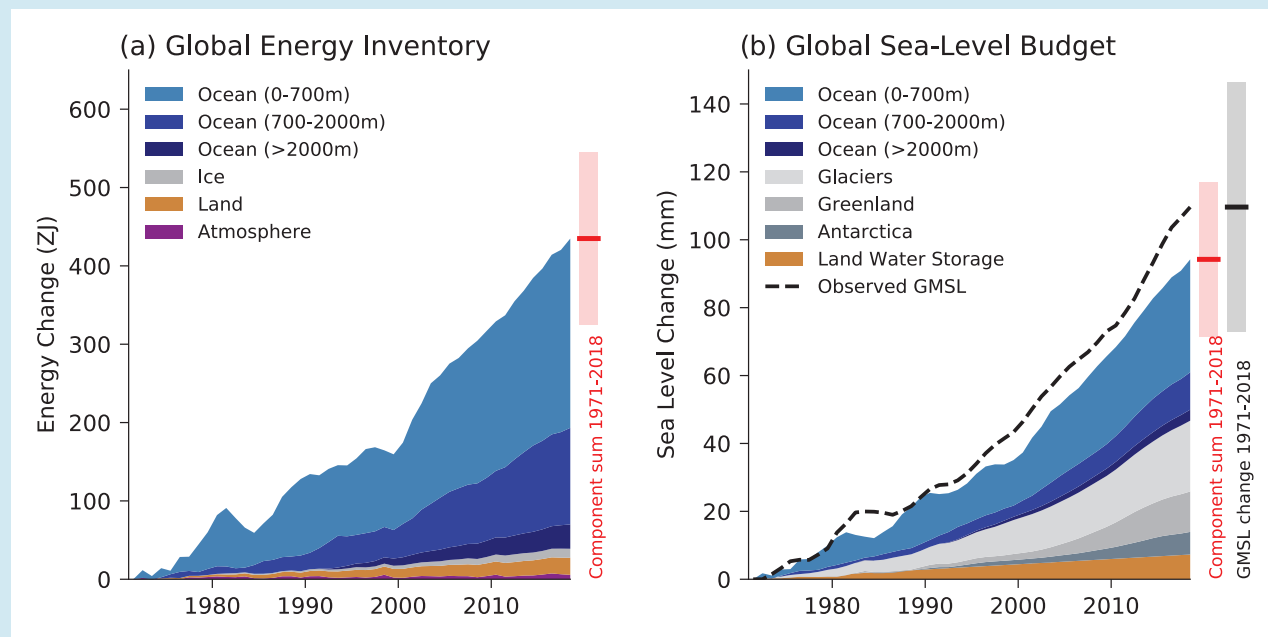 (a) Global Energy Inventory
Energy Change (ZJ)
600
500
400
300
200
100
0
Ocean (0-700m)
Ocean (700-2000m)
Ocean (>2000m)
Ice
Land
Atmosphere
1980
1990
2000
2010
Component sum 1971-2018
(b) Global Sea-Level Budget
Sea Level Change (mm)
140
120
100
80
60
40
20
0
Ocean (0-700m)
Ocean (700-2000m)
Ocean (>2000m)
Glaciers
Greenland
Antarctica
Land Water Storage
Observed GMSL
1980
1990
2000
2010
Component sum 1971-2018
GMSL change 1971-2018